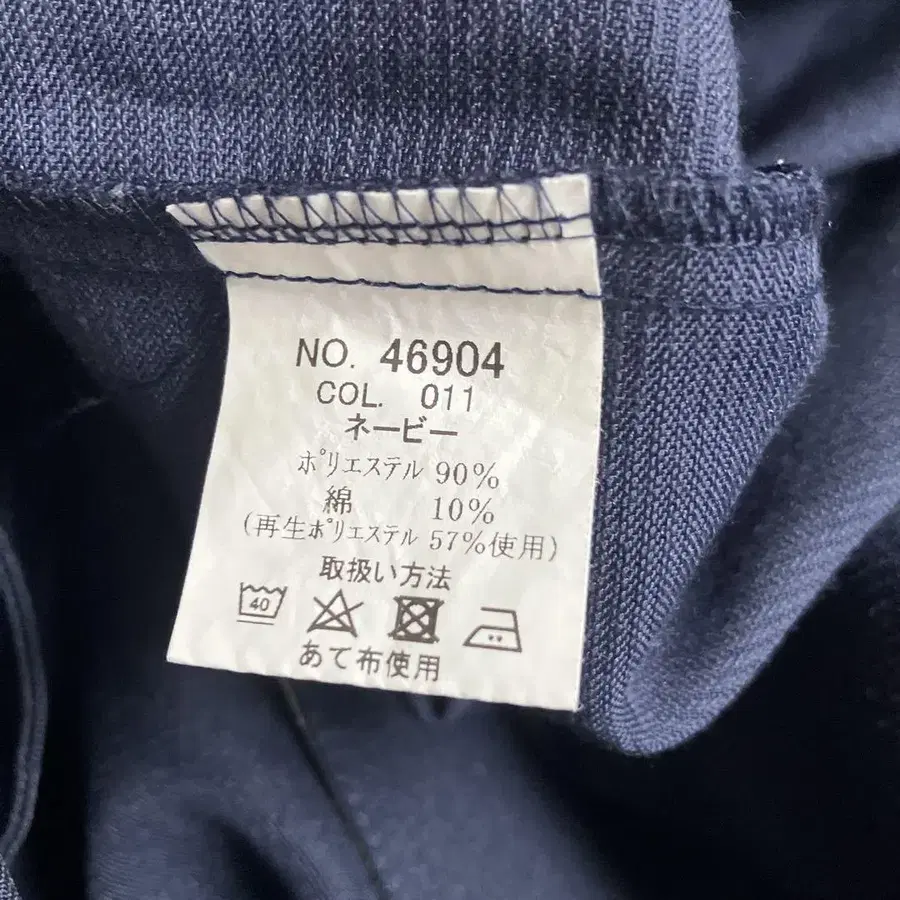 NO. 46904
COL. 011
ネービー
ポリエステル 90%
綿 10%
(再生ポリエステル 57%使用)
取扱い方法
40
あて布使用